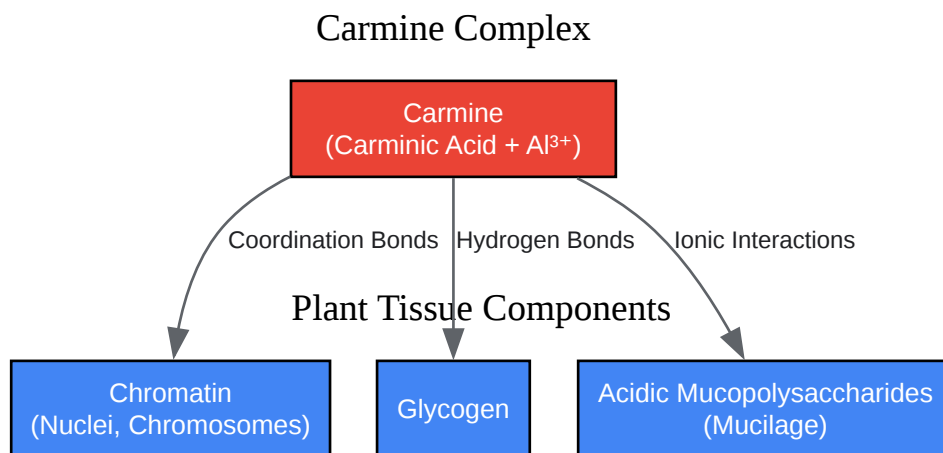 Carmine Complex
Carmine
(Carminic Acid + Al³⁺)
Coordination Bonds
Hydrogen Bonds
Ionic Interactions
Plant Tissue Components
Chromatin
(Nuclei, Chromosomes)
Glycogen
Acidic Mucopolysaccharides
(Mucilage)